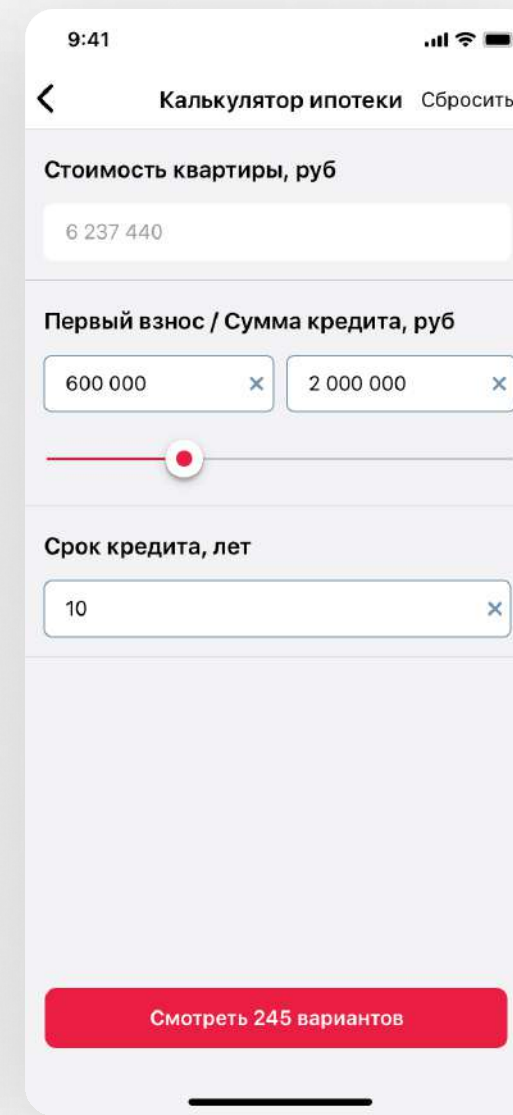 9:41
Калькулятор ипотеки Сбросить
Стоимость квартиры, руб
6 237 440
Первый взнос / Сумма кредита, руб
600 000 2 000 000
Срок кредита, лет
10
Смотреть 245 вариантов